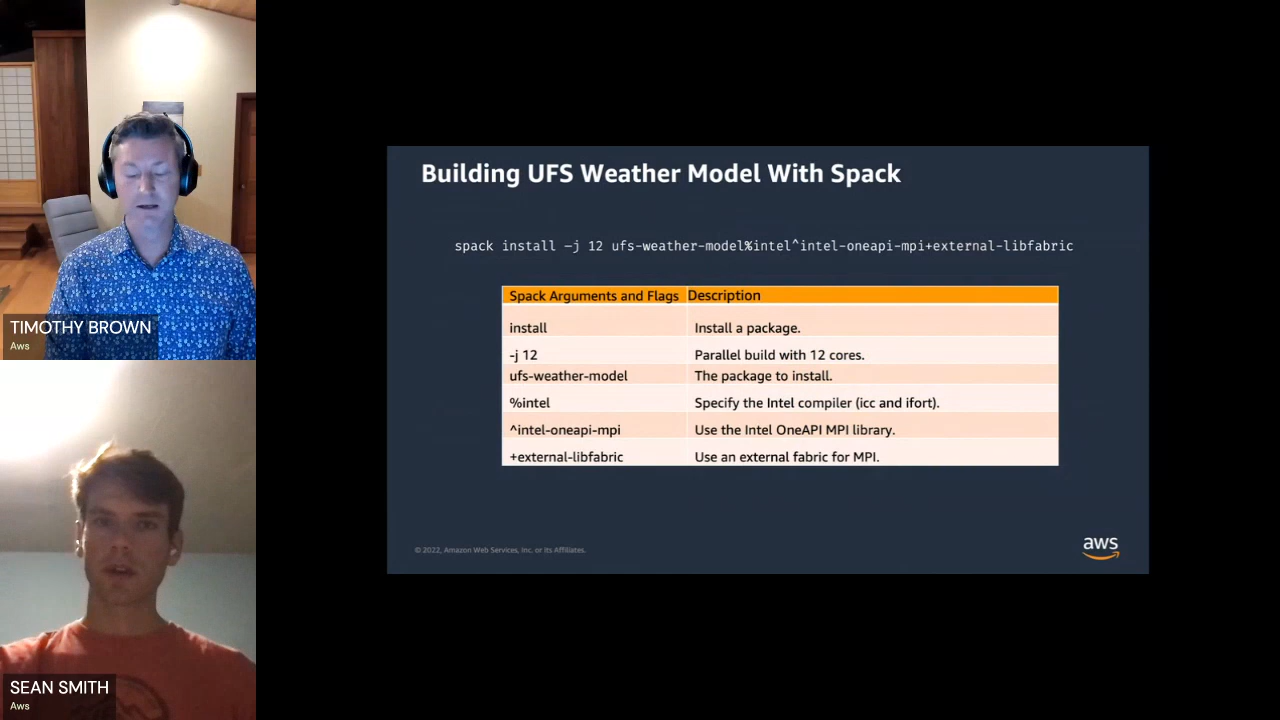 TIMOTHY BROWN
Aws
SEAN SMITH
Aws
Building UFS Weather Model With Spack
spack install –j 12 ufs-weather-model%intel^intel-oneapi-mpi+external-libfabric
Spack Arguments and Flags Description
install Install a package.
-j 12 Parallel build with 12 cores.
ufs-weather-model The package to install.
%intel Specify the Intel compiler (icc and ifort).
^intel-oneapi-mpi Use the Intel OneAPI MPI library.
+external-libfabric Use an external fabric for MPI.
© 2022, Amazon Web Services, Inc. or its Affiliates.
aws